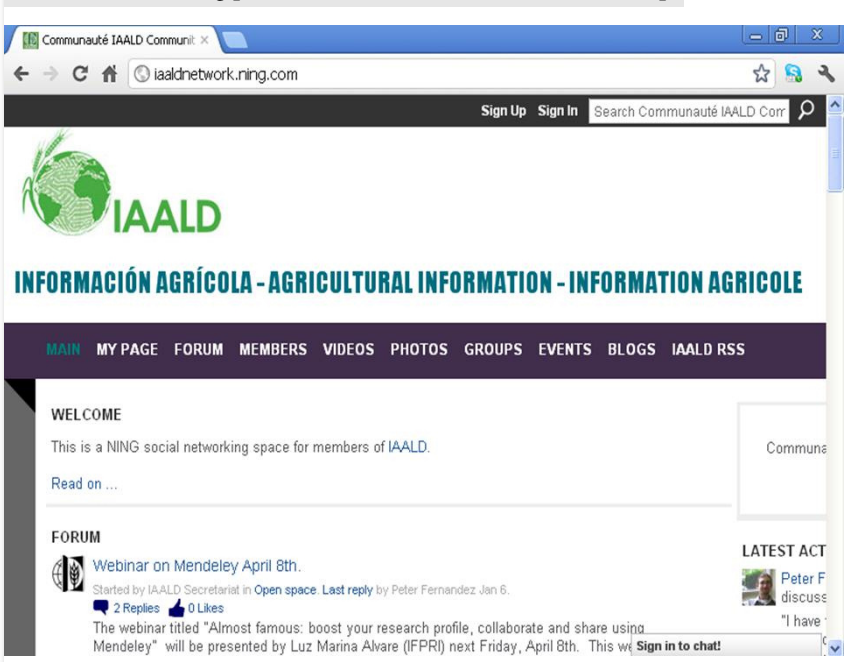 Communauté IAALD Communit
iaaldnetwork.ning.com
Sign Up Sign In Search Communauté IAALD Com
IAALD
INFORMACIÓN AGRÍCOLA - AGRICULTURAL INFORMATION - INFORMATION AGRICOLE
MAIN MY PAGE FORUM MEMBERS VIDEOS PHOTOS GROUPS EVENTS BLOGS IAALD RSS
WELCOME
This is a NING social networking space for members of IAALD.
Communa
Read on ...
FORUM
LATEST ACT
Webinar on Mendeley April 8th.
Started by IAALD Secretariat in Open space. Last reply by Peter Fernandez Jan 6.
2 Replies 0 Likes
Peter F
discuss
"I have
The webinar titled "Almost famous: boost your research profile, collaborate and share using
Mendeley" will be presented by Luz Marina Alvare (IFPRI) next Friday, April 8th. This we
Sign in to chat!